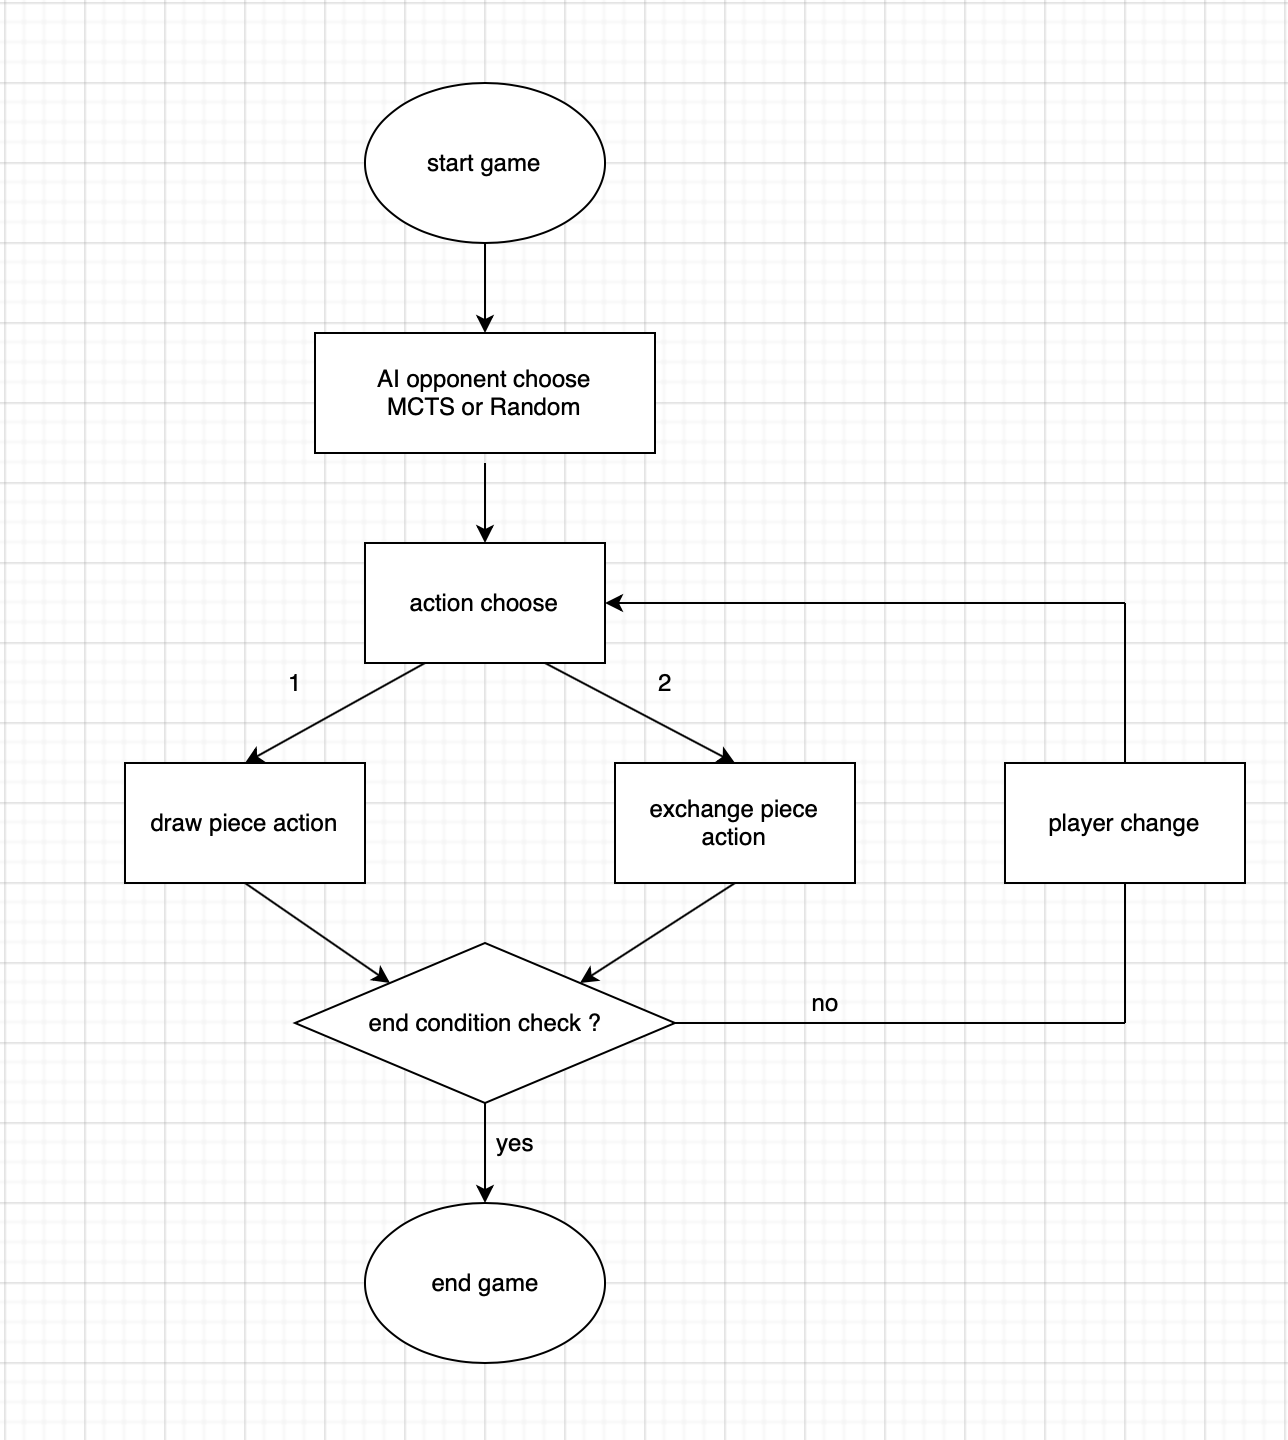 start game
AI opponent choose
MCTS or Random
action choose
1
2
draw piece action
exchange piece
action
player change
end condition check ?
no
yes
end game